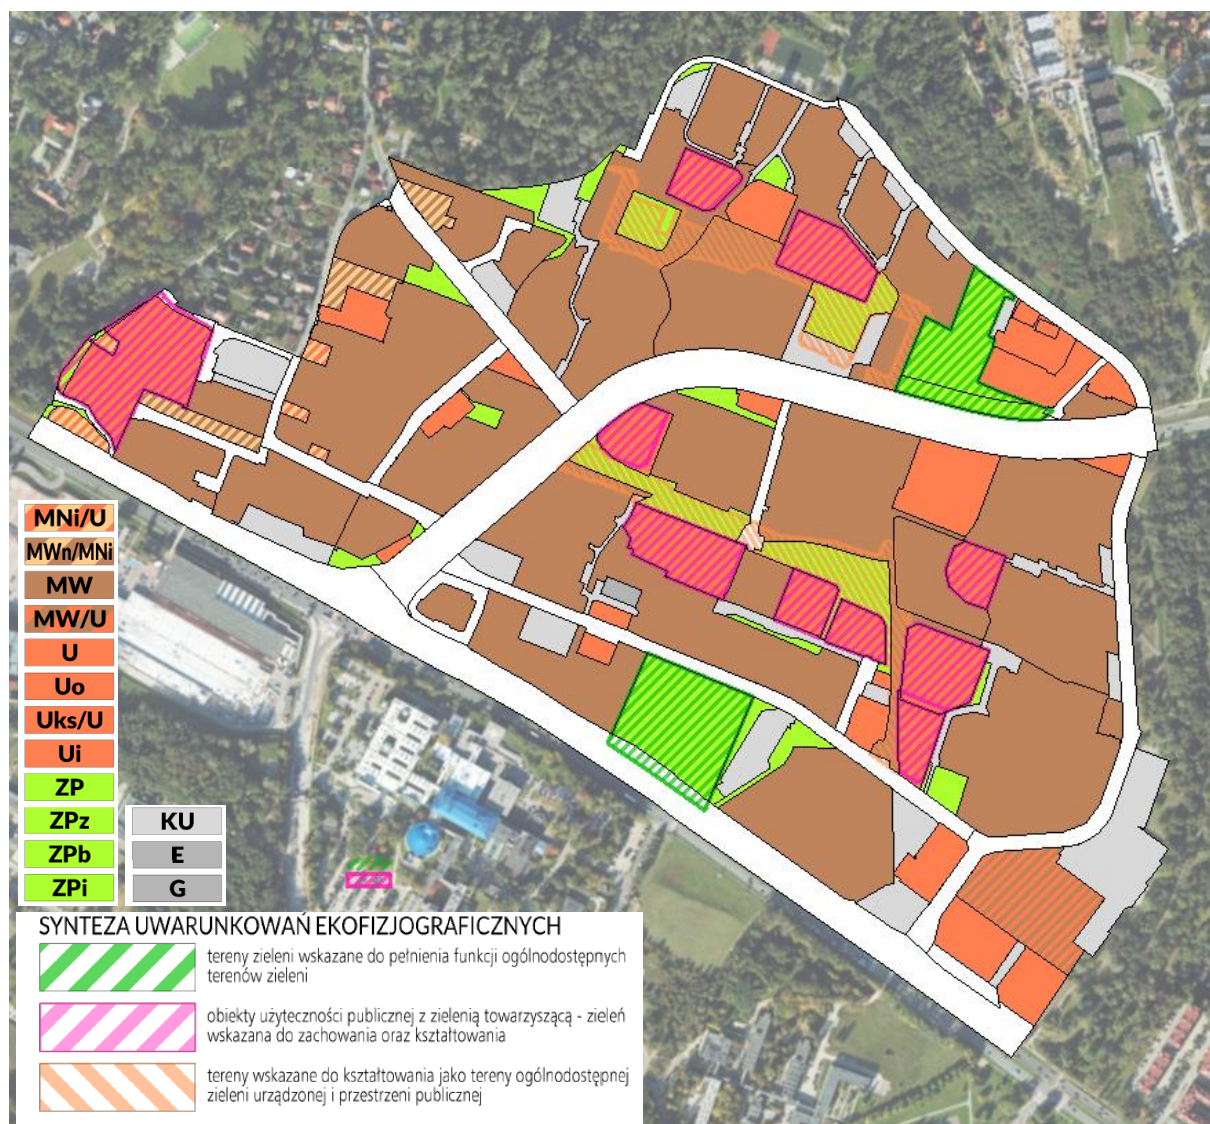 MNi/U
MWn/MNi
MW
MW/U
U
Uo
Uks/U
Ui
ZP
ZPz
ZPb
ZPi
KU
E
G
SYNTEZA UWARUNKOWAŃ EKOFIZJOGRAFICZNYCH
tereny zieleni wskazane do pełnienia funkcji ogólnodostępnych
terenów zieleni
obiekty użyteczności publicznej z zielenią towarzyszącą - zieleń
wskazana do zachowania oraz kształtowania
tereny wskazane do kształtowania jako tereny ogólnodostępnej
zieleni urządzonej i przestrzeni publicznej